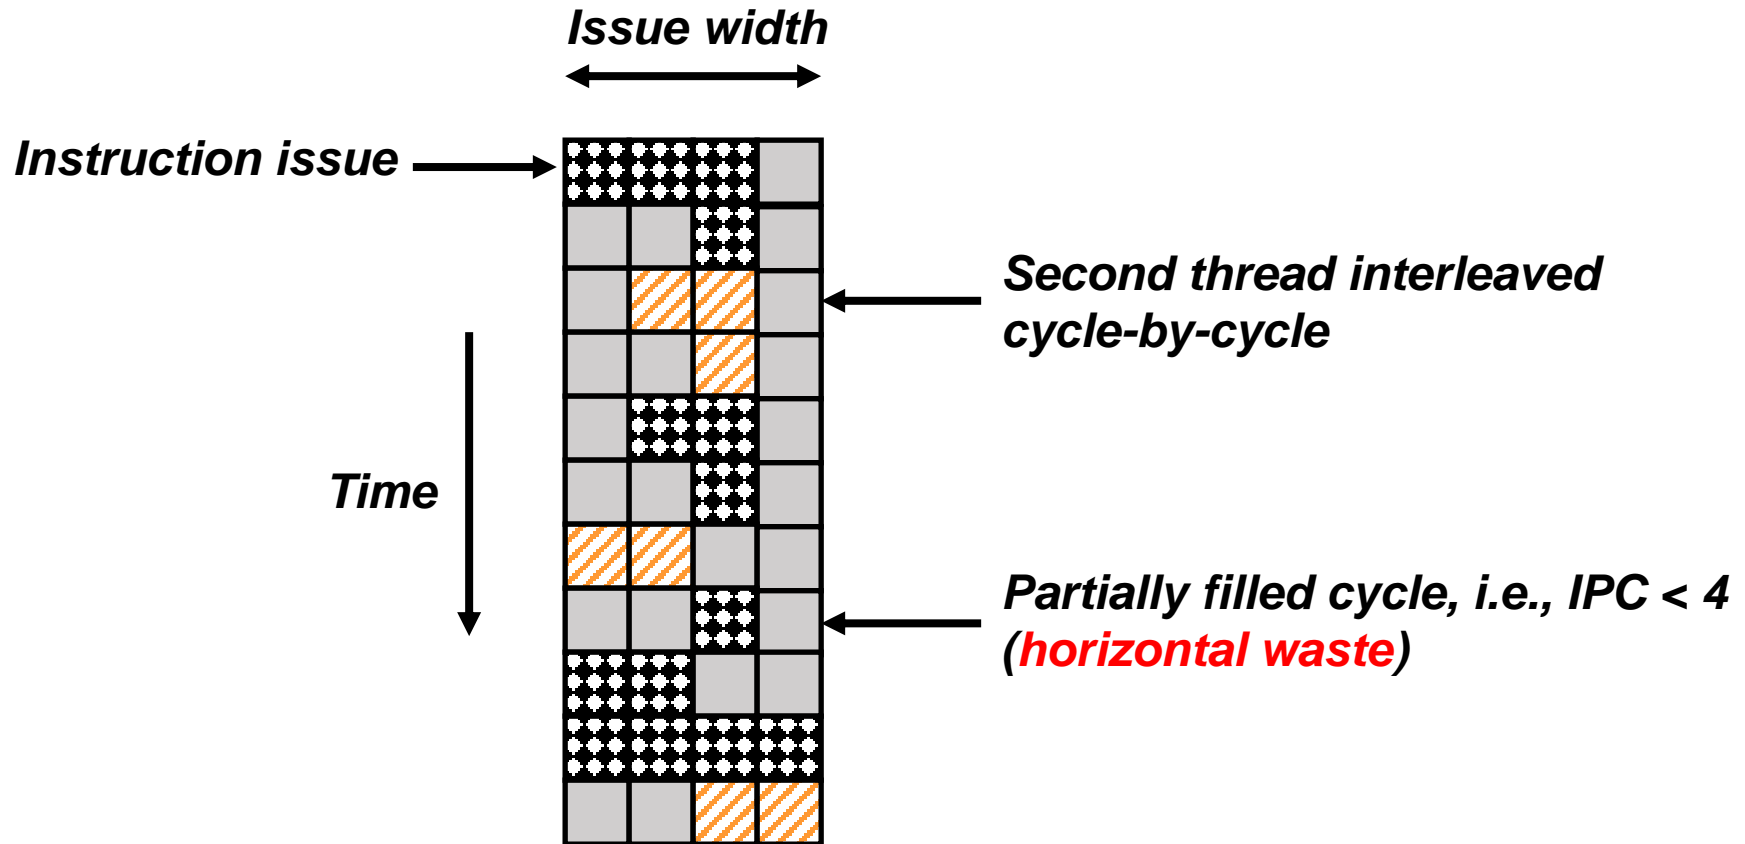 Issue width
Instruction issue
Second thread interleaved
cycle-by-cycle
Time
Partially filled cycle, i.e., IPC < 4
(horizontal waste)